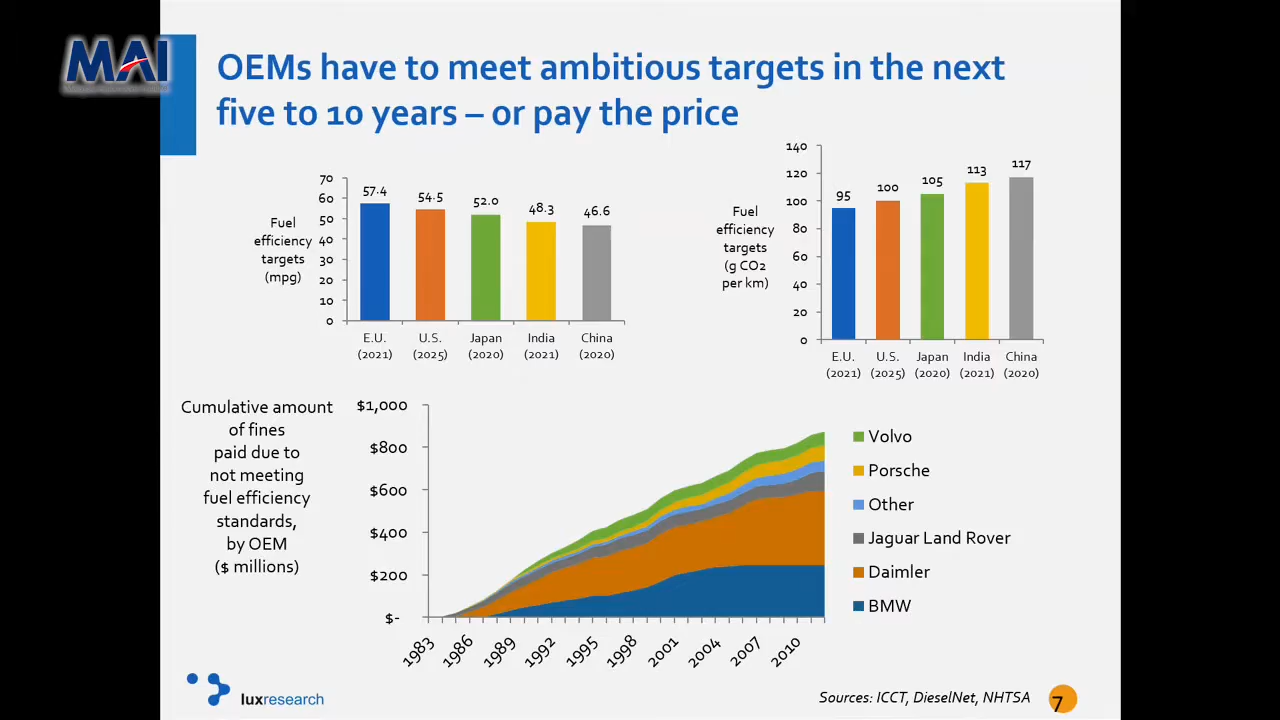 MAI
OEMs have to meet ambitious targets in the next
five to 10 years – or pay the price
Fuel
efficiency
targets
(mpg)
70
60
50
40
30
20
10
0
57.4
54.5
52.0
48.3
46.6
E.U.
(2021)
U.S.
(2025)
Japan
(2020)
India
(2021)
China
(2020)
Fuel
efficiency
targets
(g CO2
per km)
140
120
100
80
60
40
20
0
95
100
105
113
117
E.U.
(2021)
U.S.
(2025)
Japan
(2020)
India
(2021)
China
(2020)
Cumulative amount
of fines
paid due to
not meeting
fuel efficiency
standards,
by OEM
($ millions)
$1,000
$800
$600
$400
$200
$-
1983
1986
1989
1992
1995
1998
2001
2004
2007
2010
Volvo
Porsche
Other
Jaguar Land Rover
Daimler
BMW
luxresearch
Sources: ICCT, DieselNet, NHTSA
7